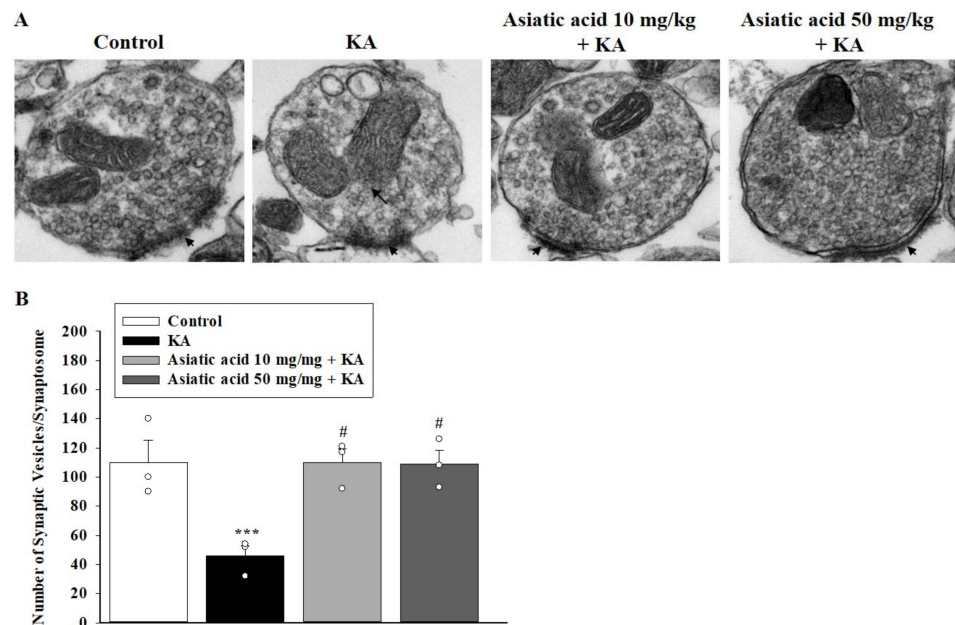 A
Control
KA
Asiatic acid 10 mg/kg
+ KA
Asiatic acid 50 mg/kg
+ KA
B
Number of Synaptic Vesicles/Synaptosome
200
180
160
140
120
100
80
60
40
20
0
Control
KA
Asiatic acid 10 mg/mg + KA
Asiatic acid 50 mg/mg + KA
***
#
#